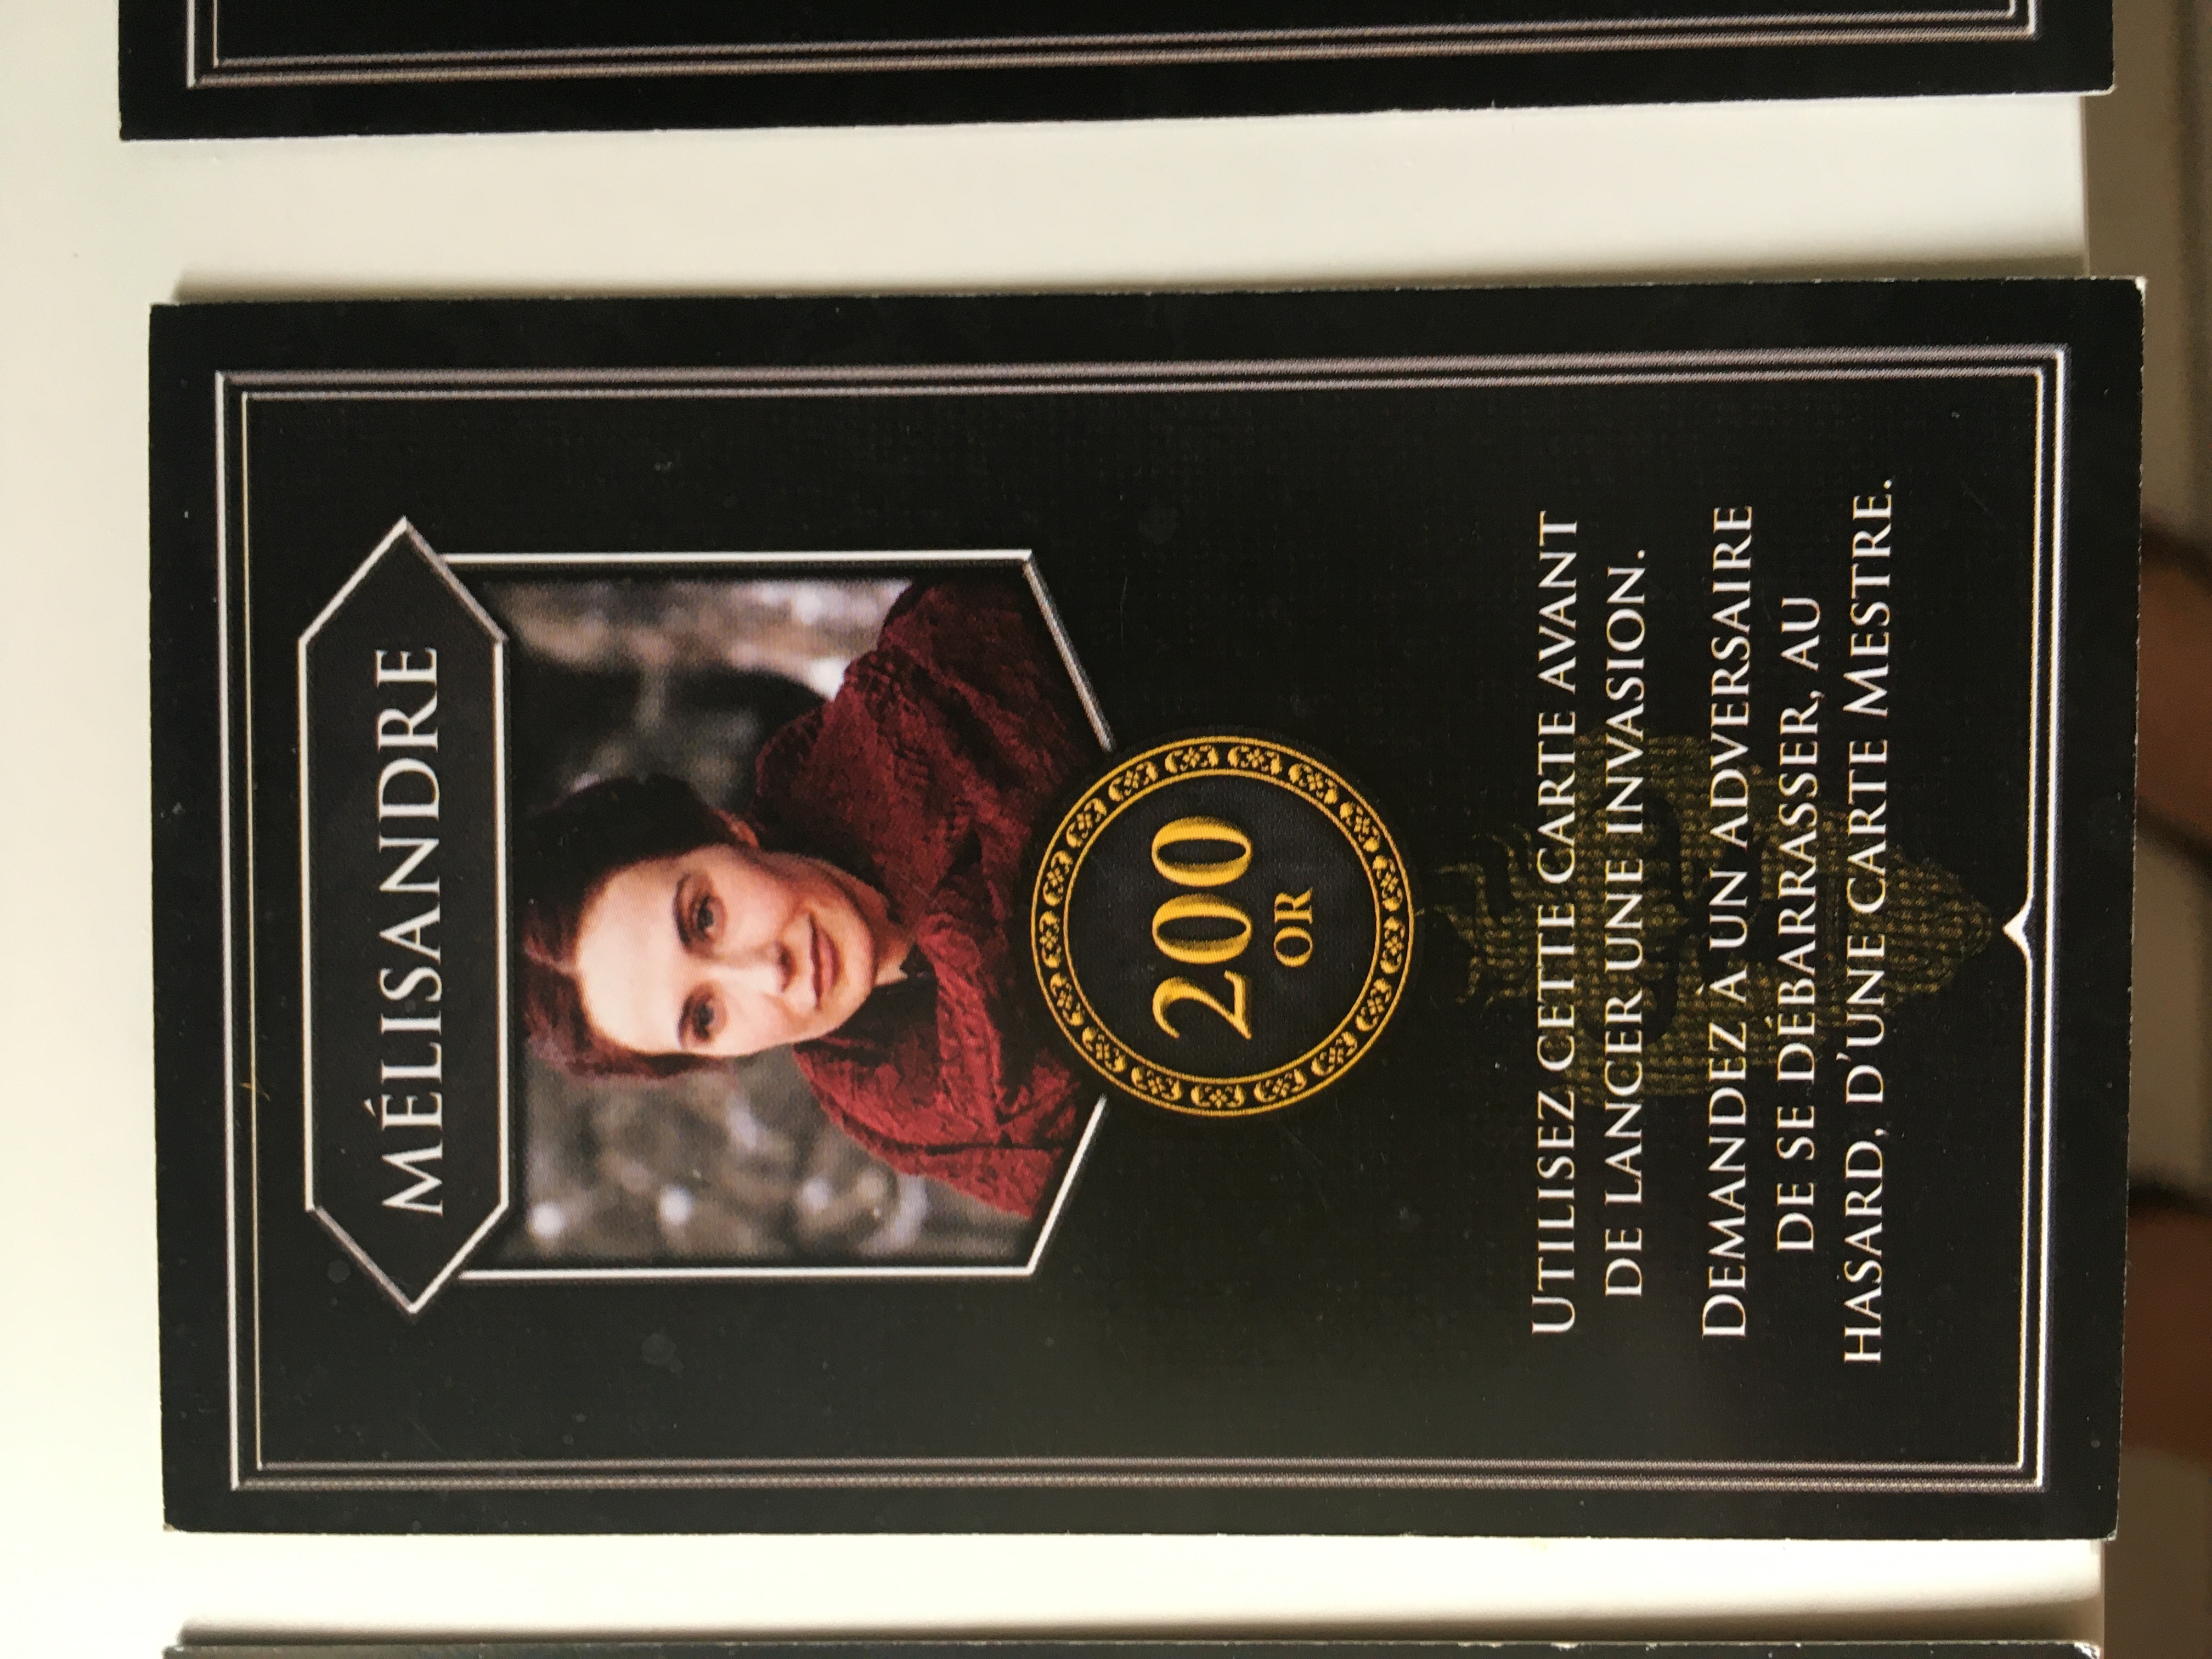 MÉLISANDRE
200
OR
UTILISEZ CETTE CARTE AVANT
DE LANCER UNE INVASION.
DEMANDEZ À UN ADVERSAIRE
DE SE DÉBARRASSER, AU
HASARD, D'UNE CARTE MESTRE.